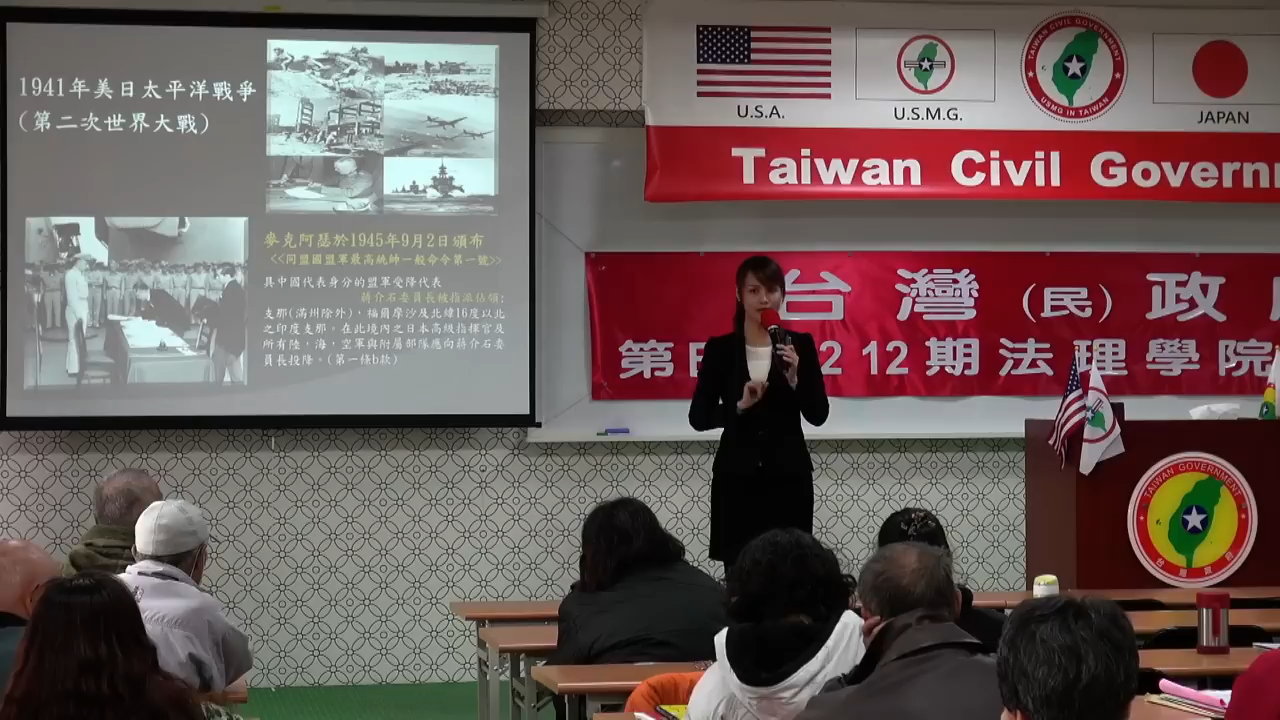 1941年美日太平洋戰爭
(第二次世界大戰)
麥克阿瑟於1945年9月2日頒布
<<同盟國盟軍最高統帥一般命令第一號>>
具中國代表身分的盟軍受降代表
蔣介石委員長被指派佔領:
支那(滿州除外)、福爾摩沙及北緯16度以北
之印度支那。在此境內之日本高級指揮官及
所有陸、海、空軍與附屬部隊應向蔣介石委
員長投降。(第一條b款)
U.S.A.
U.S.M.G.
TAIWAN CIVIL GOVERNMENT
USMG IN TAIWAN
JAPAN
Taiwan Civil Governm
台灣(民)政
第 212期法理學院
TAIWAN GOVERNMENT
台灣政府